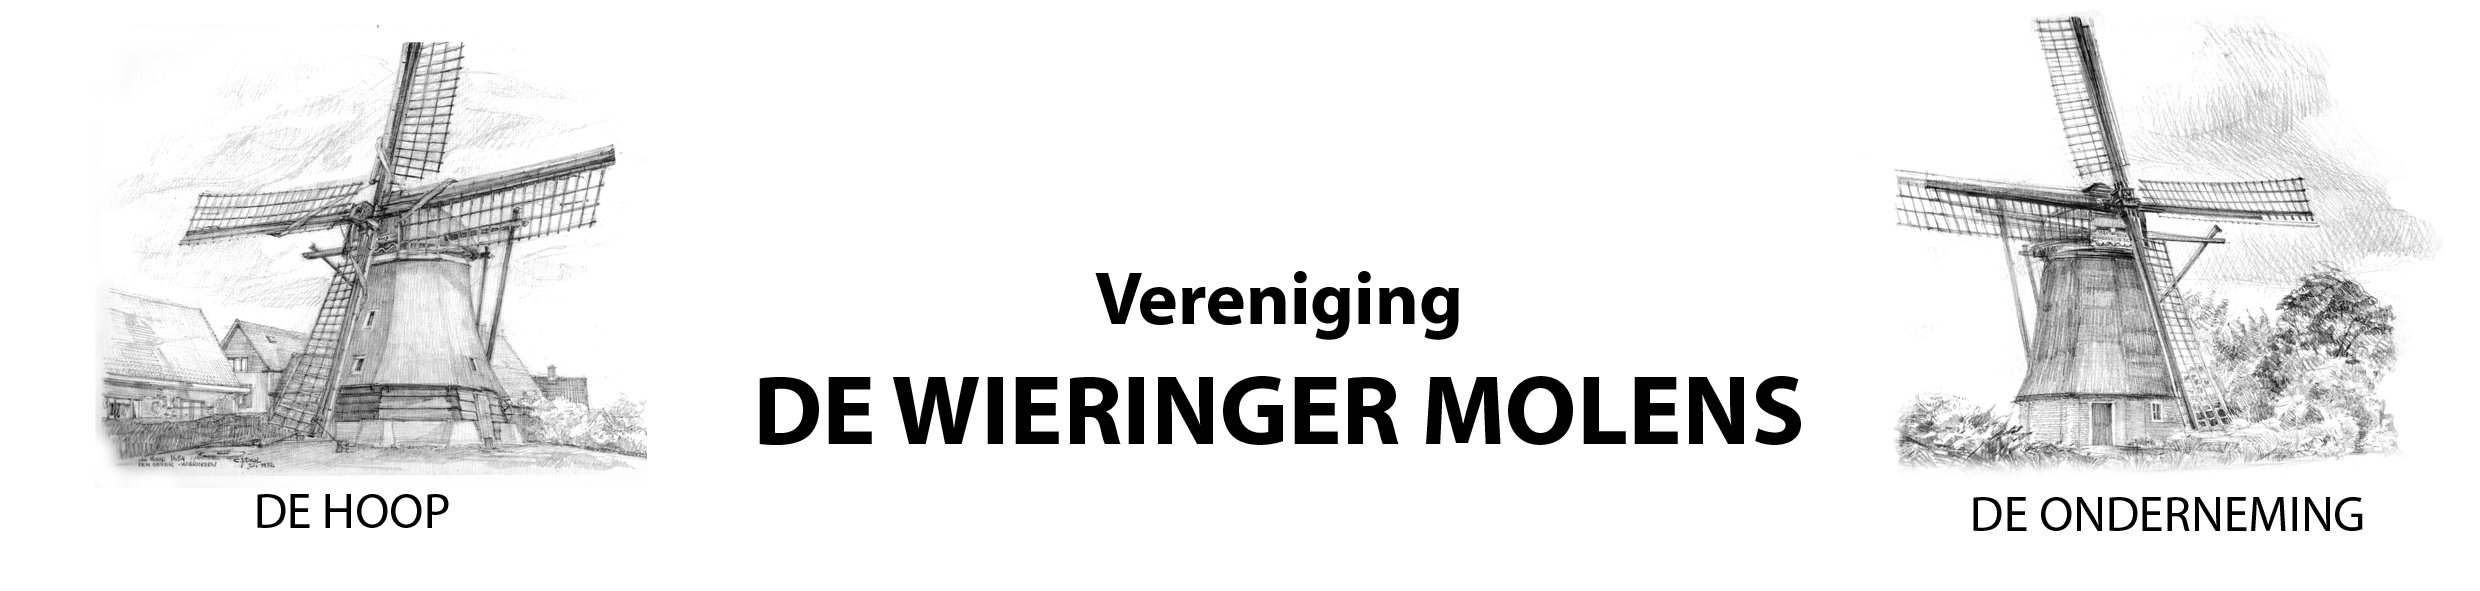 Vereniging
DE WIERINGER MOLENS
DE HOOP
DE ONDERNEMING